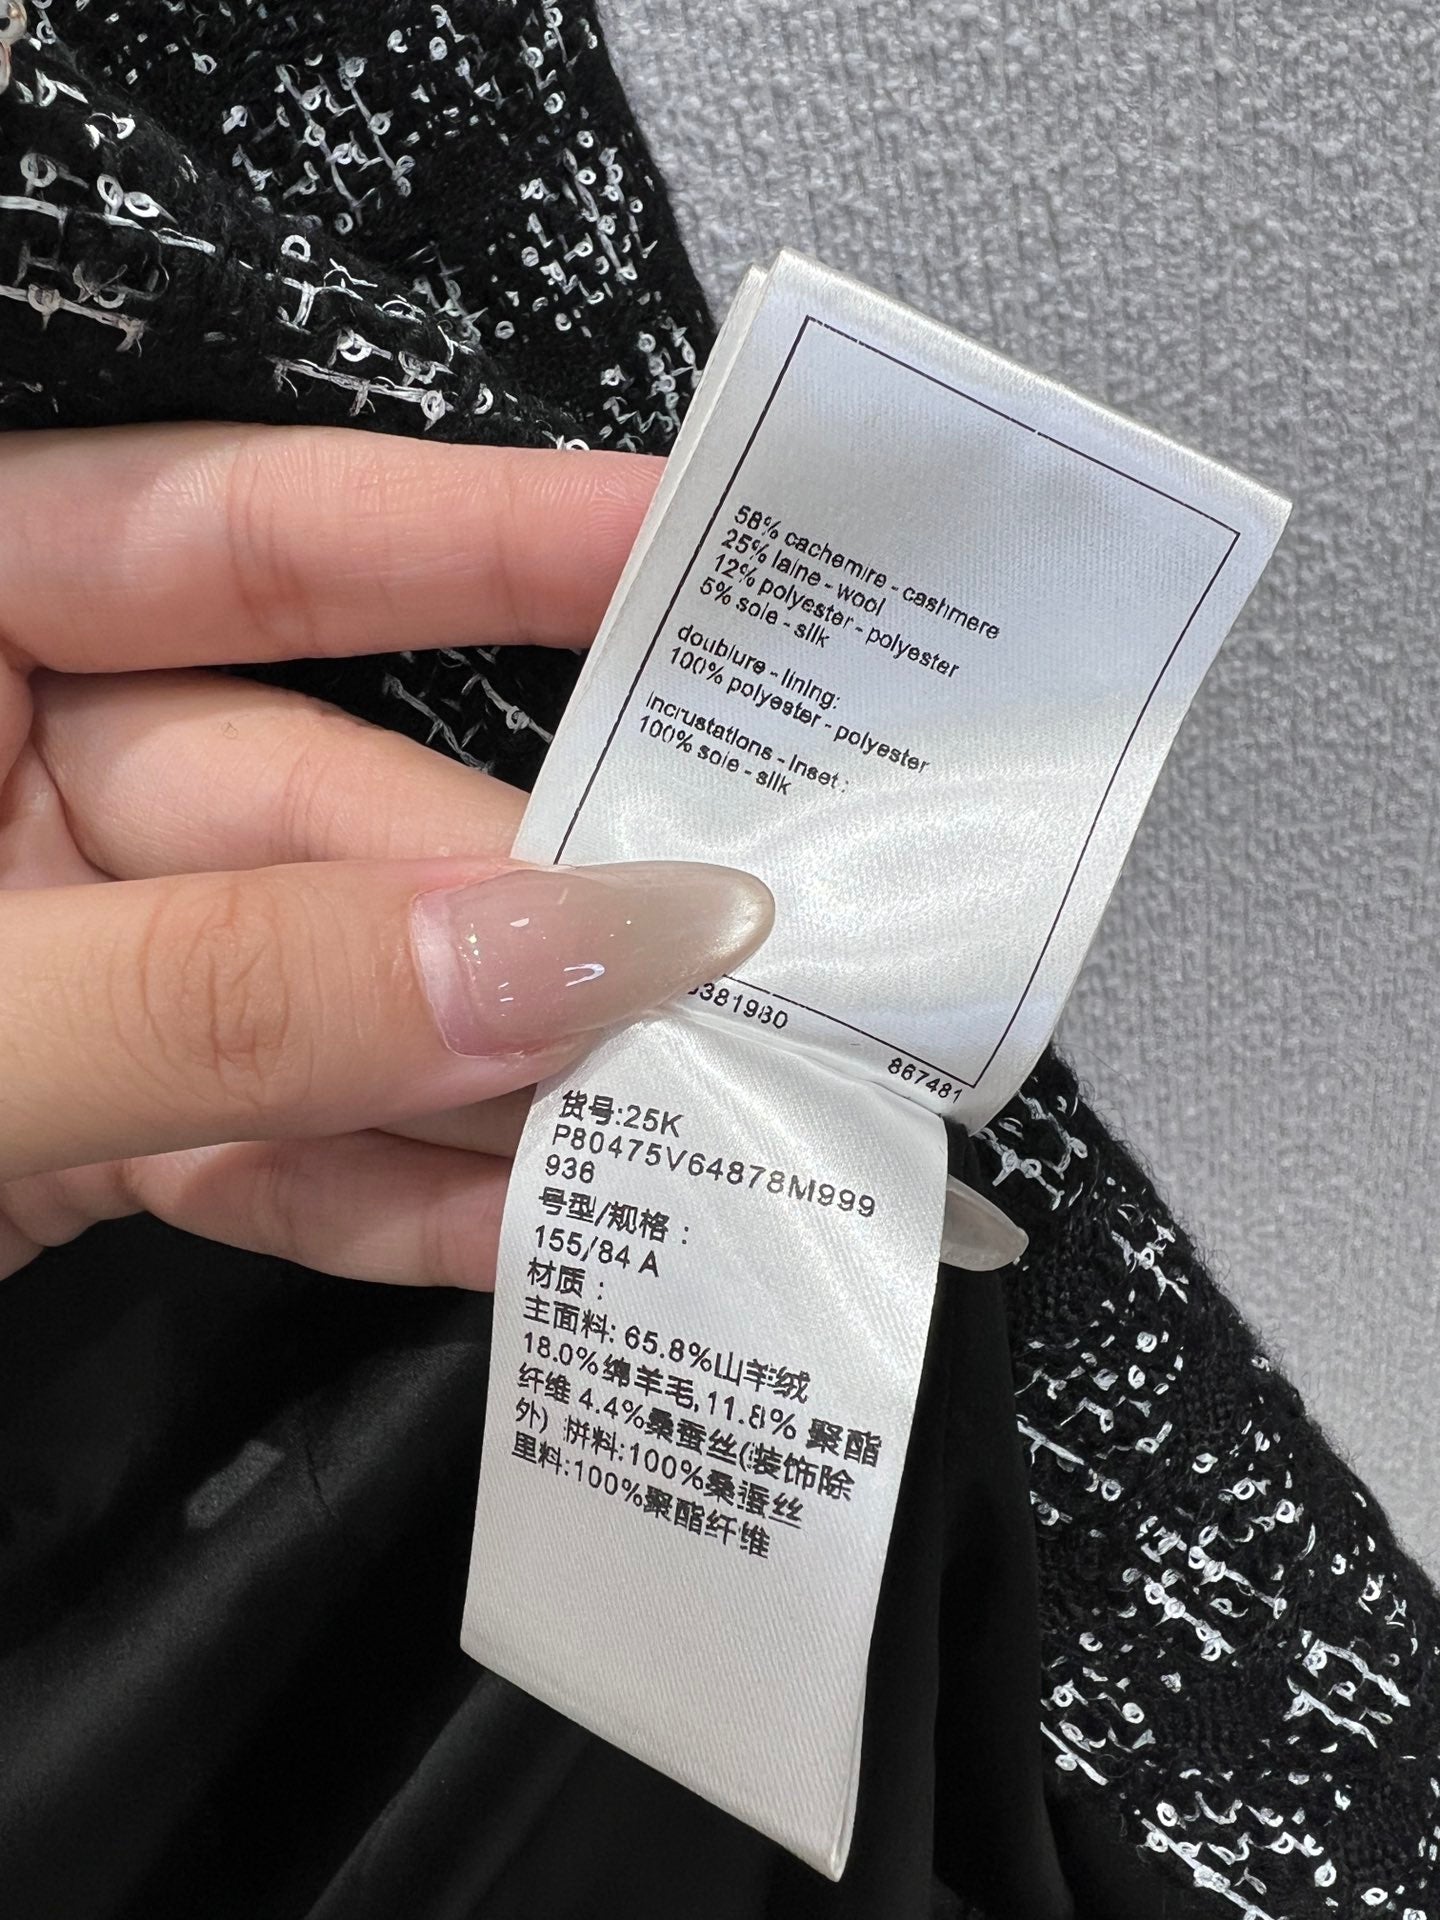 58% cachemire - cashmere
25% laine - wool
12% polyester - polyester
5% soie - silk
doublure - lining:
100% polyester - polyester
incrustations - inset :
100% soie - silk
381980
867481
货号:25K
P80475V64878M999
936
号型/规格：
155/84 A
材质：
主面料: 65.8%山羊绒
18.0%绵羊毛,11.8% 聚酯
纤维 4.4%桑蚕丝(装饰除
外) 拼料:100%桑蚕丝
里料:100%聚酯纤维